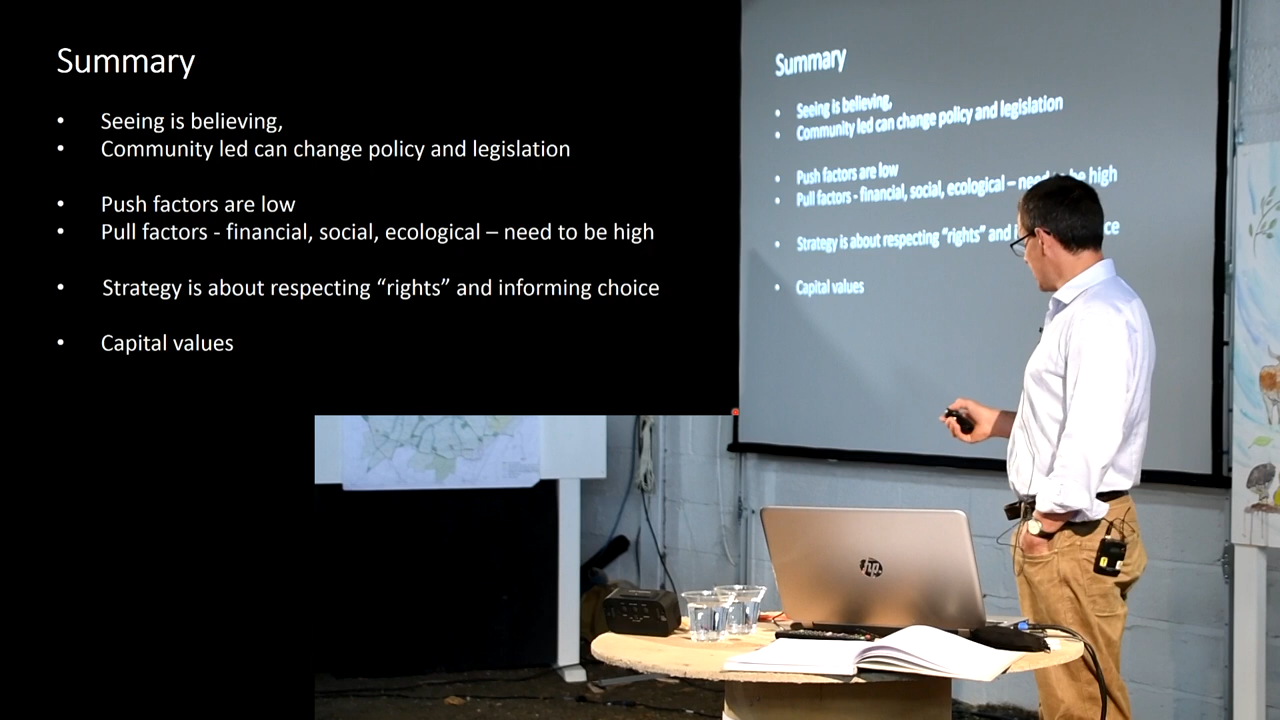 Summary
• Seeing is believing,
• Community led can change policy and legislation
• Push factors are low
• Pull factors - financial, social, ecological – need to be high
• Strategy is about respecting “rights” and informing choice
• Capital values
Summary
• Seeing is believing,
• Community led can change policy and legislation
• Push factors are low
• Pull factors - financial, social, ecological – need to be high
• Strategy is about respecting “rights” and
• Capital values
hp